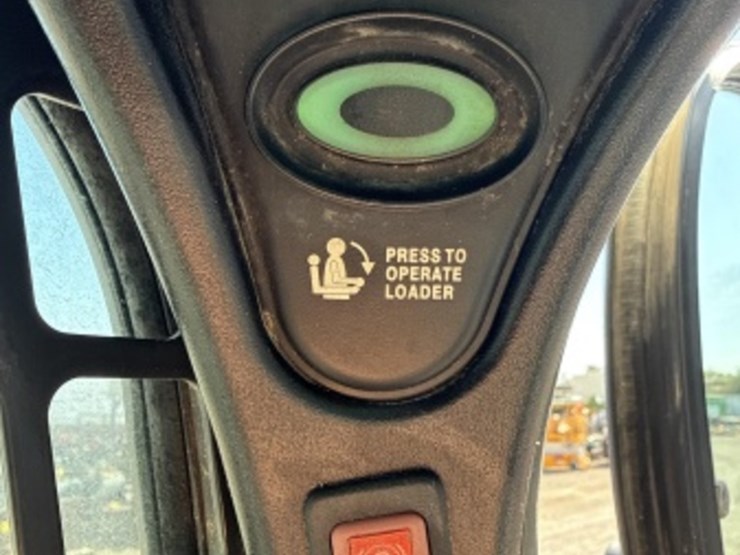 PRESS TO
OPERATE
LOADER